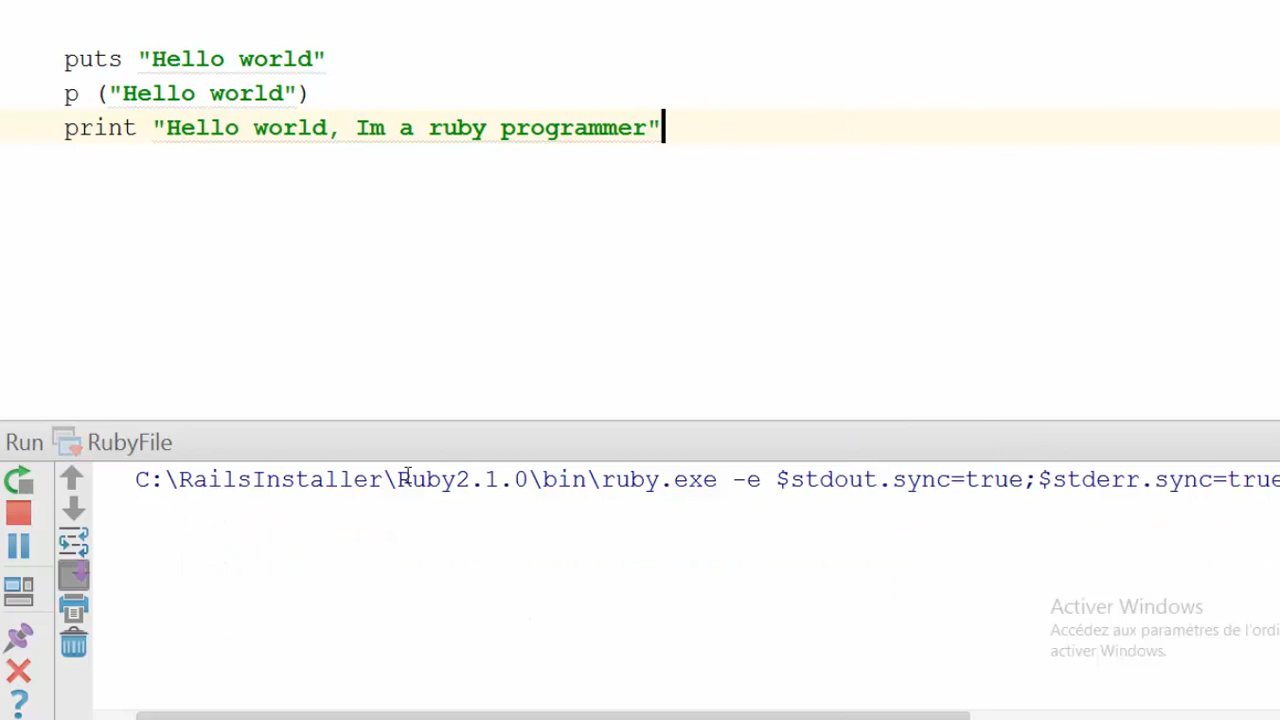 puts "Hello world"
p ("Hello world")
print "Hello world, Im a ruby programmer"
Run RubyFile
C:\RailsInstaller\Ruby2.1.0\bin\ruby.exe -e $stdout.sync=true;$stderr.sync=true
Activer Windows
Accédez aux paramètres de l'ordi
activer Windows.